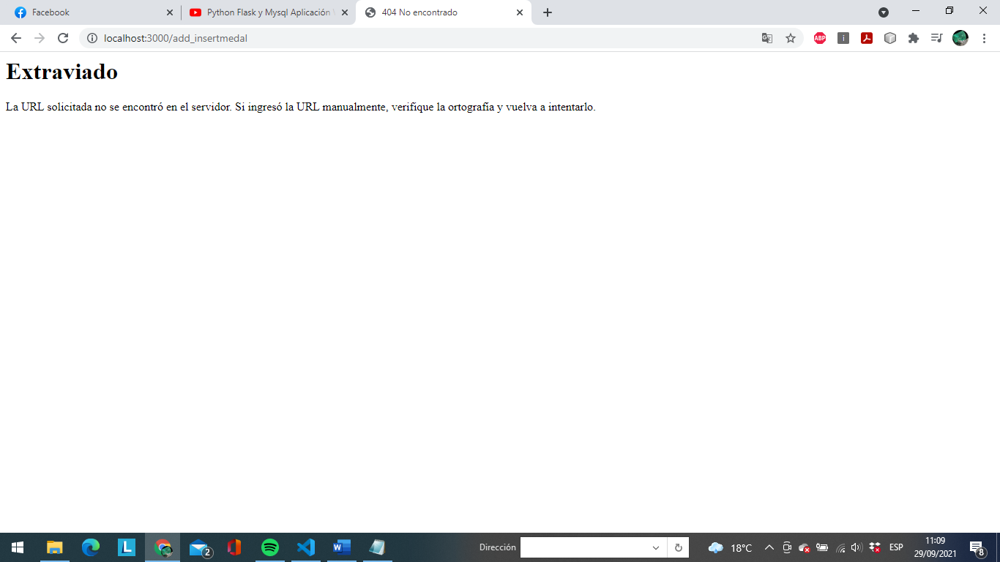 Facebook
Python Flask y Mysql Aplicación
404 No encontrado
localhost:3000/add_insertmedal
ABP
i
Extraviado
La URL solicitada no se encontró en el servidor. Si ingresó la URL manualmente, verifique la ortografía y vuelva a intentarlo.
L
2
W
Dirección
18°C
ESP
11:09
29/09/2021
8